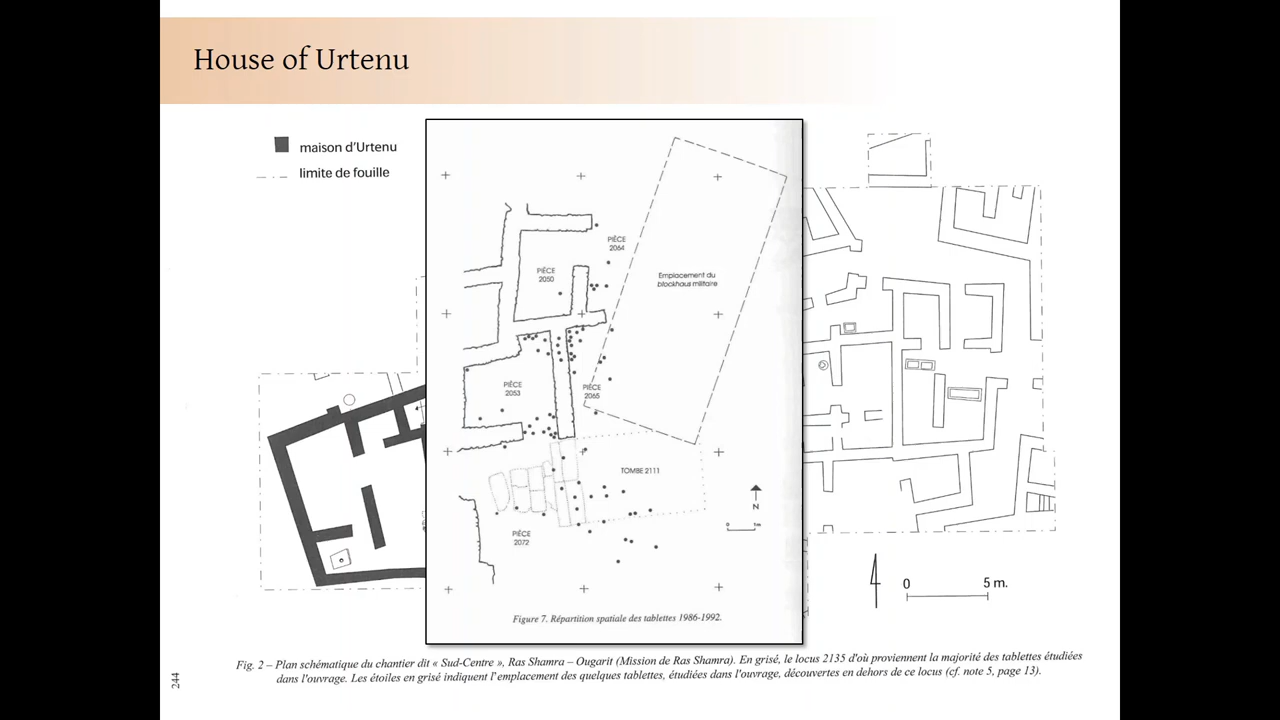 House of Urtenu
maison d'Urtenu
limite de fouille
PIÈCE
2064
PIÈCE
2050
Emplacement du
blockhaus militaire
PIÈCE
2053
PIÈCE
2065
TOMBE 2111
N
0 1m
PIÈCE
2072
Figure 7. Répartition spatiale des tablettes 1986-1992.
0 5 m.
Fig. 2 – Plan schématique du chantier dit « Sud-Centre », Ras Shamra – Ougarit (Mission de Ras Shamra). En grisé, le locus 2135 d'où proviennent la majorité des tablettes étudiées
dans l'ouvrage. Les étoiles en grisé indiquent l'emplacement des quelques tablettes, étudiées dans l'ouvrage, découvertes en dehors de ce locus (cf. note 5, page 13).
244